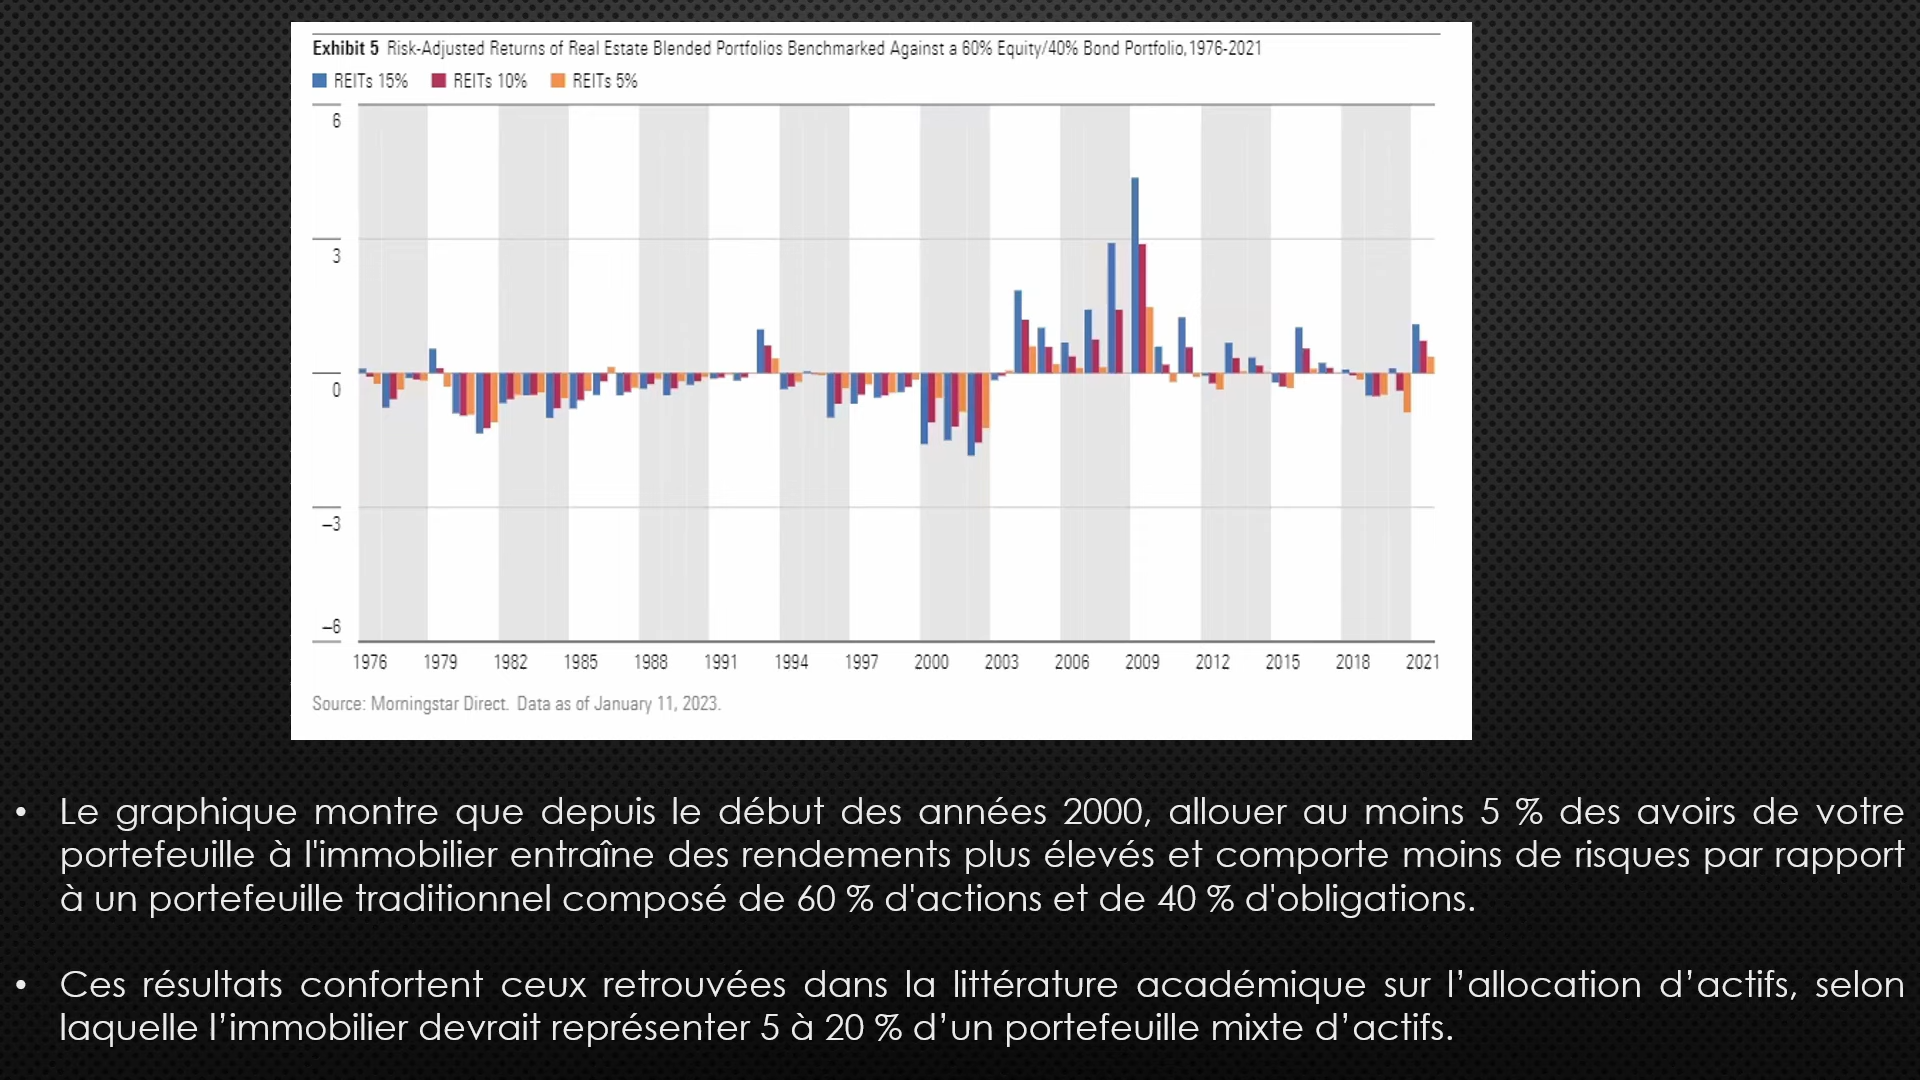 Exhibit 5 Risk-Adjusted Returns of Real Estate Blended Portfolios Benchmarked Against a 60% Equity/40% Bond Portfolio, 1976-2021
REITs 15% REITs 10% REITs 5%
6
3
0
–3
–6
1976 1979 1982 1985 1988 1991 1994 1997 2000 2003 2006 2009 2012 2015 2018 2021
Source: Morningstar Direct. Data as of January 11, 2023.
• Le graphique montre que depuis le début des années 2000, allouer au moins 5 % des avoirs de votre
portefeuille à l'immobilier entraîne des rendements plus élevés et comporte moins de risques par rapport
à un portefeuille traditionnel composé de 60 % d'actions et de 40 % d'obligations.
• Ces résultats confortent ceux retrouvées dans la littérature académique sur l’allocation d’actifs, selon
laquelle l’immobilier devrait représenter 5 à 20 % d’un portefeuille mixte d’actifs.